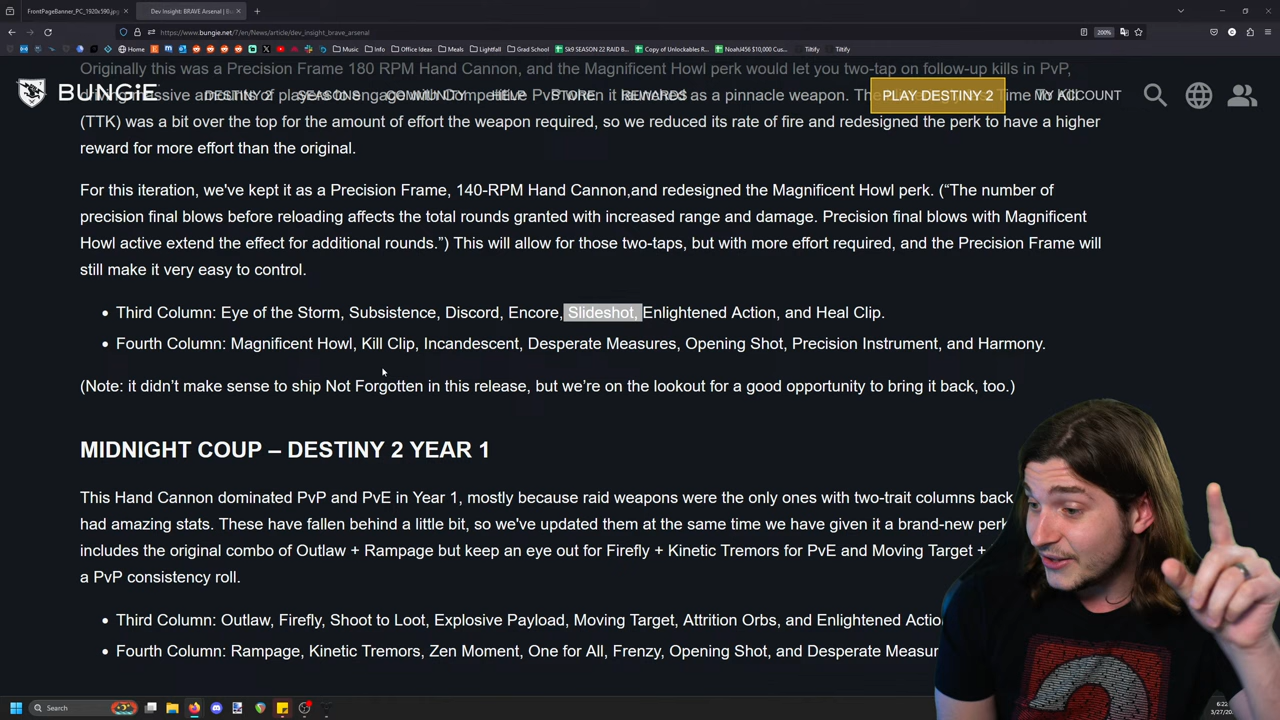 FrontPageBanner_PC_1920x590.jpg
Dev Insight: BRAVE Arsenal | Bu
https://www.bungie.net/7/en/News/article/dev_insight_brave_arsenal
200%
Home
Music
Info
Office Ideas
Meals
Lightfall
Grad School
Sk9 SEASON 22 RAID B
Copy of Unlockables R
NoahJ456 $10,000 Cus
Tiltify
Tiltify
Originally this was a Precision Frame 180 RPM Hand Cannon, and the Magnificent Howl perk would let you two-tap on follow-up kills in PvP,
BUNGiE
DESTINY 2
SEASONS
COMMUNITY
HELP
STORE
REWARDS
PLAY DESTINY 2
MY ACCOUNT
massive amounts of players engage competitive PvP when it as a pinnacle weapon. Time To Kill
(TTK) was a bit over the top for the amount of effort the weapon required, so we reduced its rate of fire and redesigned the perk to have a higher
reward for more effort than the original.
For this iteration, we've kept it as a Precision Frame, 140-RPM Hand Cannon,and redesigned the Magnificent Howl perk. (“The number of
precision final blows before reloading affects the total rounds granted with increased range and damage. Precision final blows with Magnificent
Howl active extend the effect for additional rounds.”) This will allow for those two-taps, but with more effort required, and the Precision Frame will
still make it very easy to control.
• Third Column: Eye of the Storm, Subsistence, Discord, Encore, Slideshot, Enlightened Action, and Heal Clip.
• Fourth Column: Magnificent Howl, Kill Clip, Incandescent, Desperate Measures, Opening Shot, Precision Instrument, and Harmony.
(Note: it didn’t make sense to ship Not Forgotten in this release, but we’re on the lookout for a good opportunity to bring it back, too.)
MIDNIGHT COUP – DESTINY 2 YEAR 1
This Hand Cannon dominated PvP and PvE in Year 1, mostly because raid weapons were the only ones with two-trait columns back
had amazing stats. These have fallen behind a little bit, so we've updated them at the same time we have given it a brand-new perk
includes the original combo of Outlaw + Rampage but keep an eye out for Firefly + Kinetic Tremors for PvE and Moving Target +
a PvP consistency roll.
• Third Column: Outlaw, Firefly, Shoot to Loot, Explosive Payload, Moving Target, Attrition Orbs, and Enlightened Actio
• Fourth Column: Rampage, Kinetic Tremors, Zen Moment, One for All, Frenzy, Opening Shot, and Desperate Measur
Search
6:22
3/27/20